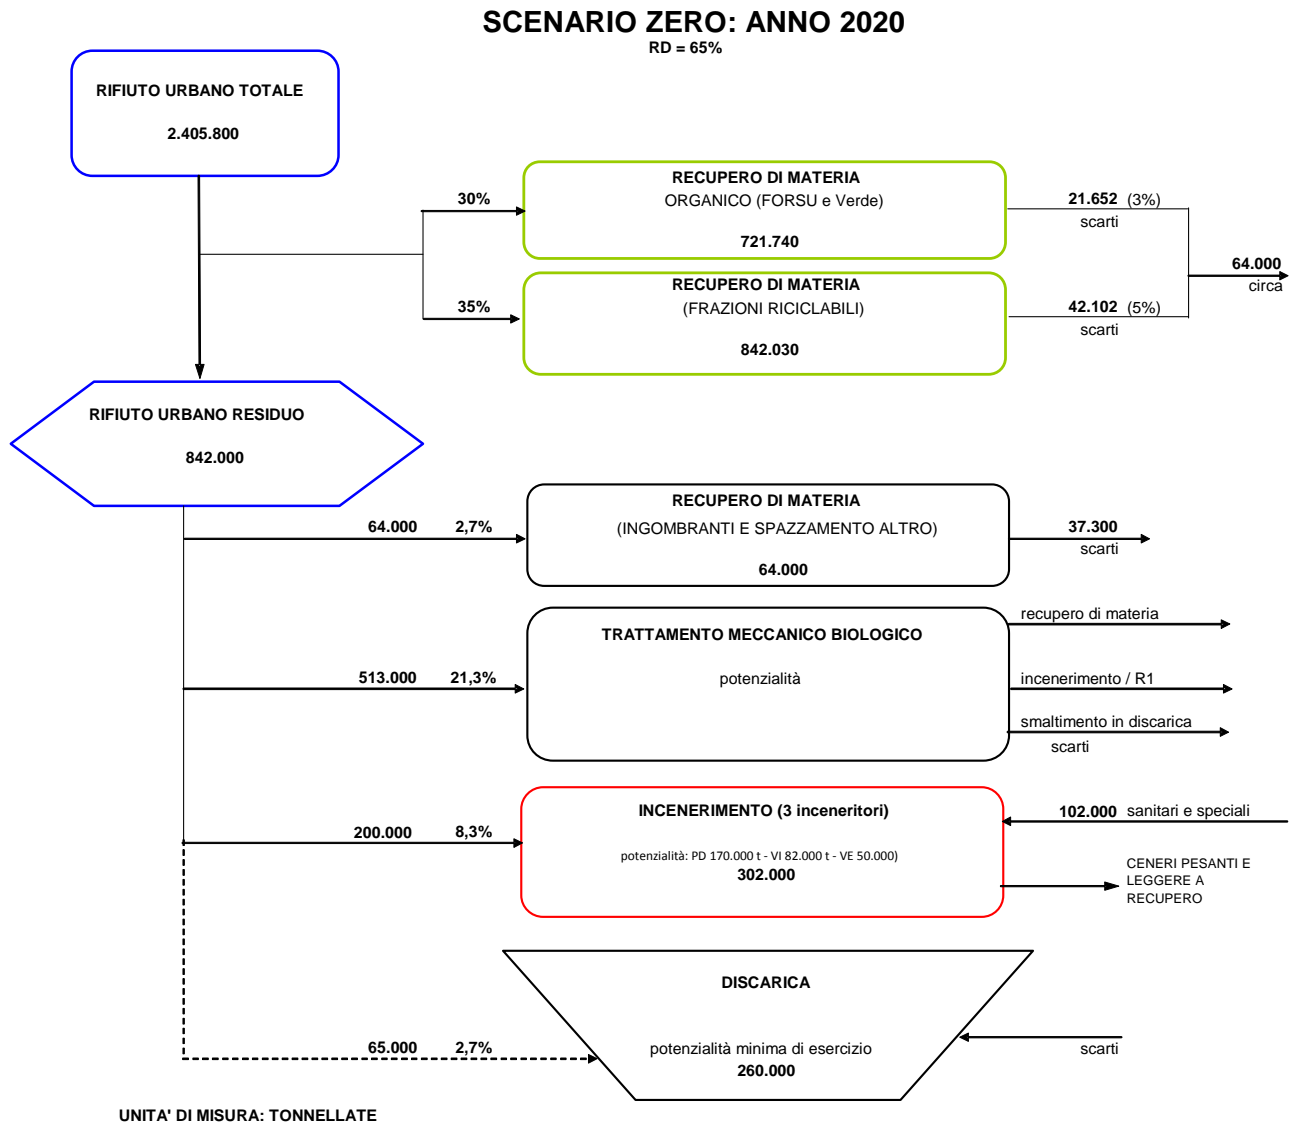 SCENARIO ZERO: ANNO 2020
RD = 65%
RIFIUTO URBANO TOTALE
2.405.800
RECUPERO DI MATERIA
30%
ORGANICO (FORSU e Verde)
21.652 (3%)
scarti
721.740
64.000
circa
RECUPERO DI MATERIA
35%
(FRAZIONI RICICLABILI)
42.102 (5%)
scarti
842.030
RIFIUTO URBANO RESIDUO
842.000
RECUPERO DI MATERIA
64.000 2,7%
(INGOMBRANTI E SPAZZAMENTO ALTRO)
37.300
scarti
64.000
recupero di materia
TRATTAMENTO MECCANICO BIOLOGICO
513.000 21,3%
potenzialità
incenerimento / R1
smaltimento in discarica
scarti
INCENERIMENTO (3 inceneritori)
102.000 sanitari e speciali
200.000 8,3%
potenzialità: PD 170.000 t - VI 82.000 t - VE 50.000)
302.000
CENERI PESANTI E
LEGGERE A
RECUPERO
DISCARICA
65.000 2,7%
potenzialità minima di esercizio
scarti
260.000
UNITA' DI MISURA: TONNELLATE